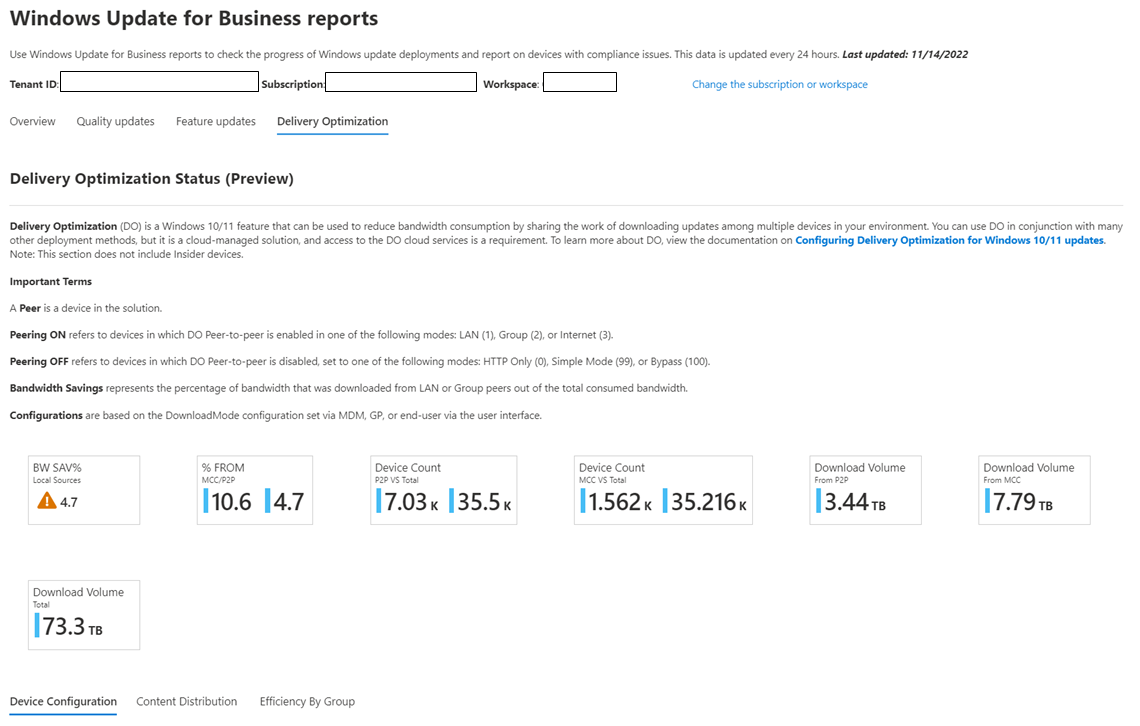 Windows Update for Business reports
Use Windows Update for Business reports to check the progress of Windows update deployments and report on devices with compliance issues. This data is updated every 24 hours. Last updated: 11/14/2022
Tenant ID: Subscription: Workspace: Change the subscription or workspace
Overview Quality updates Feature updates Delivery Optimization
Delivery Optimization Status (Preview)
Delivery Optimization (DO) is a Windows 10/11 feature that can be used to reduce bandwidth consumption by sharing the work of downloading updates among multiple devices in your environment. You can use DO in conjunction with many
other deployment methods, but it is a cloud-managed solution, and access to the DO cloud services is a requirement. To learn more about DO, view the documentation on Configuring Delivery Optimization for Windows 10/11 updates.
Note: This section does not include Insider devices.
Important Terms
A Peer is a device in the solution.
Peering ON refers to devices in which DO Peer-to-peer is enabled in one of the following modes: LAN (1), Group (2), or Internet (3).
Peering OFF refers to devices in which DO Peer-to-peer is disabled, set to one of the following modes: HTTP Only (0), Simple Mode (99), or Bypass (100).
Bandwidth Savings represents the percentage of bandwidth that was downloaded from LAN or Group peers out of the total consumed bandwidth.
Configurations are based on the DownloadMode configuration set via MDM, GP, or end-user via the user interface.
BW SAV% % FROM Device Count Device Count Download Volume Download Volume
Local Sources MCC/P2P P2P VS Total MCC VS Total From P2P From MCC
4.7 10.6 4.7 7.03 K 35.5 K 1.562 K 35.216 K 3.44 TB 7.79 TB
Download Volume
Total
73.3 TB
Device Configuration Content Distribution Efficiency By Group